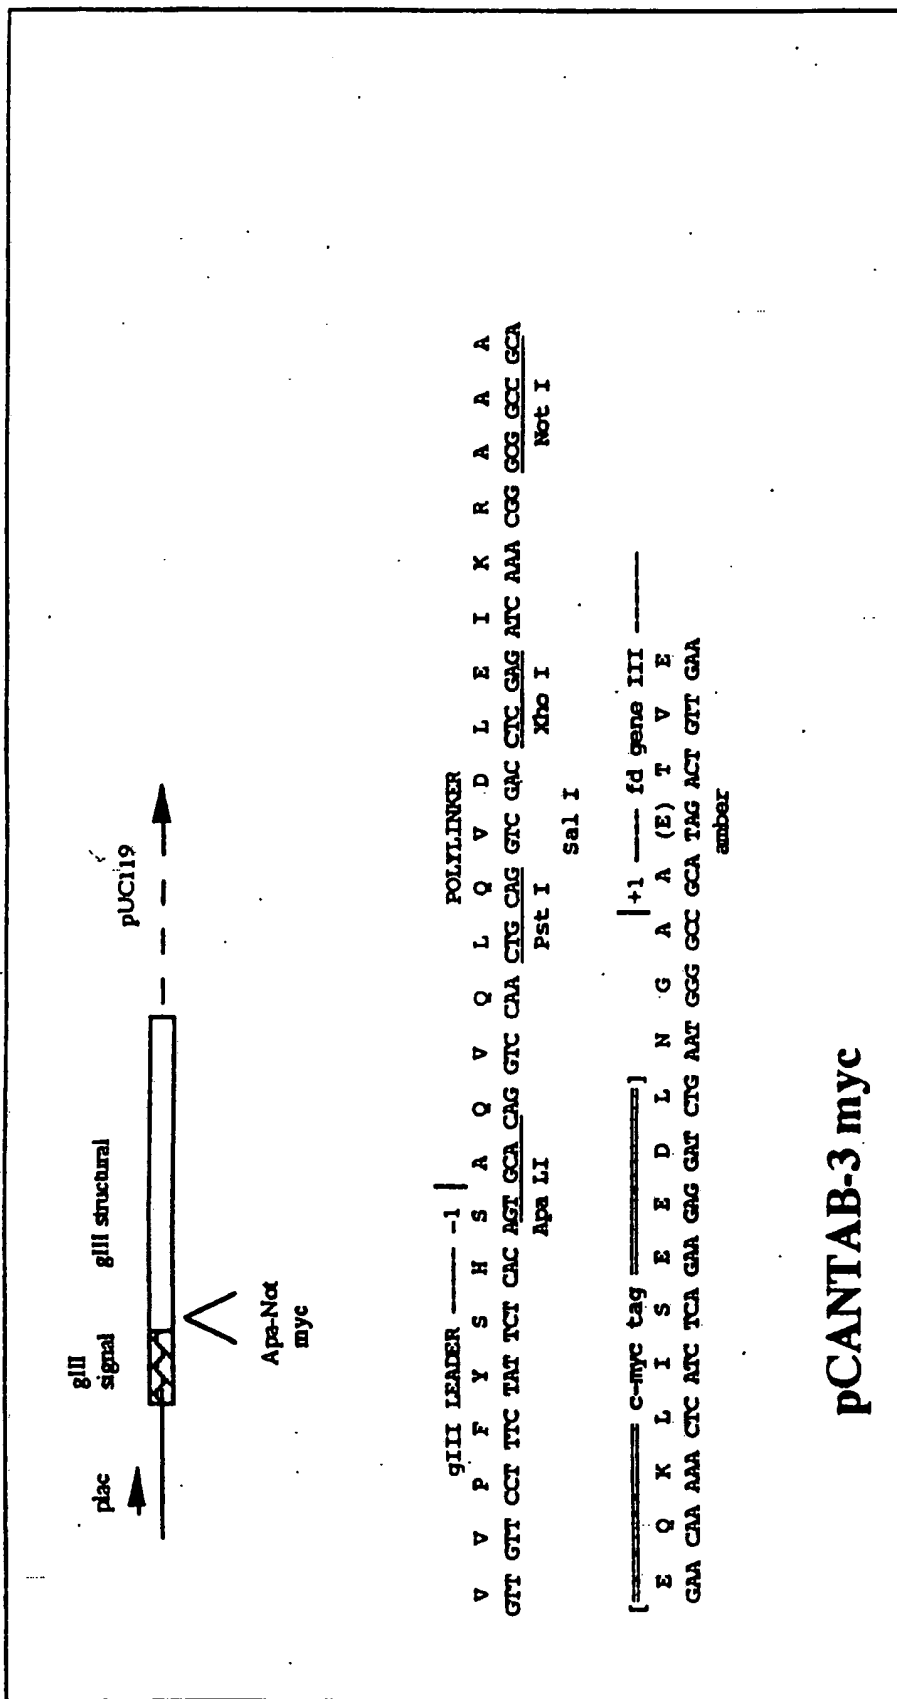 pUC119
plac
gIII
signal
gIII structural
Apa-Not
myc
gIII LEADER ----- -1 |
POLYLINKER
V V P F Y S H S A Q V Q L Q V D L E I K R A A A
GTT GTT CCT TTC TAT TCT CAC AGT GCA CAG GTC CAA CTG CAG GTC GAC CTC GAG ATC AAA CGG GCG GCC GCA
Apa LI
Pst I
Xho I
Not I
Sal I
[====== c-myc tag =========]
|+1 ---- fd gene III ------
E Q K L I S E E D L N G A A (E) T V E
GAA CAA AAA CTC ATC TCA GAA GAG GAT CTG AAT GGG GCC GCA TAG ACT GTT GAA
amber
pCANTAB-3 myc